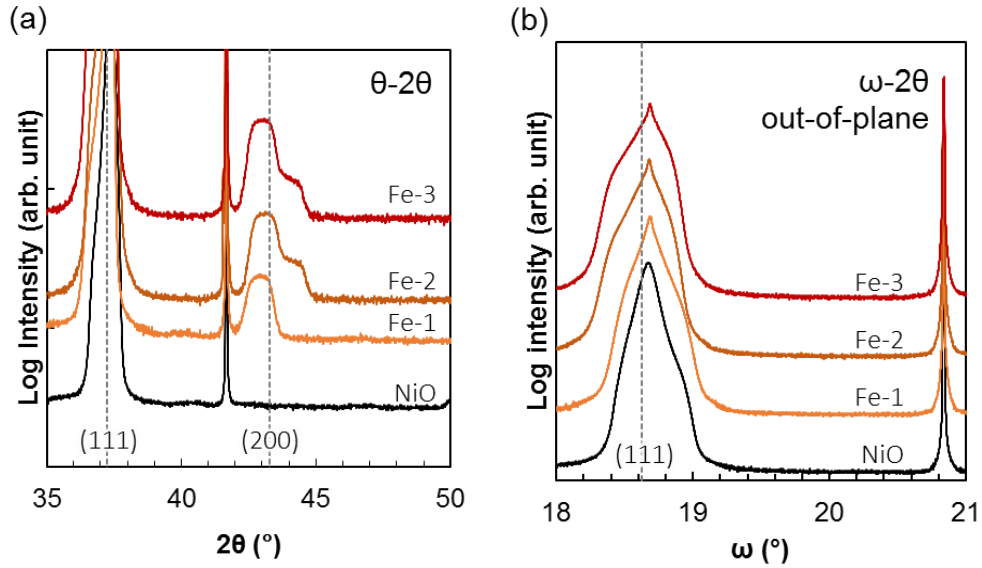 (a)
θ-2θ
Log Intensity (arb. unit)
Fe-3
Fe-2
Fe-1
NiO
(111)
(200)
35
40
45
50
2θ (°)
(b)
ω-2θ
out-of-plane
Log intensity (arb. unit)
Fe-3
Fe-2
Fe-1
NiO
(111)
18
19
20
21
ω (°)